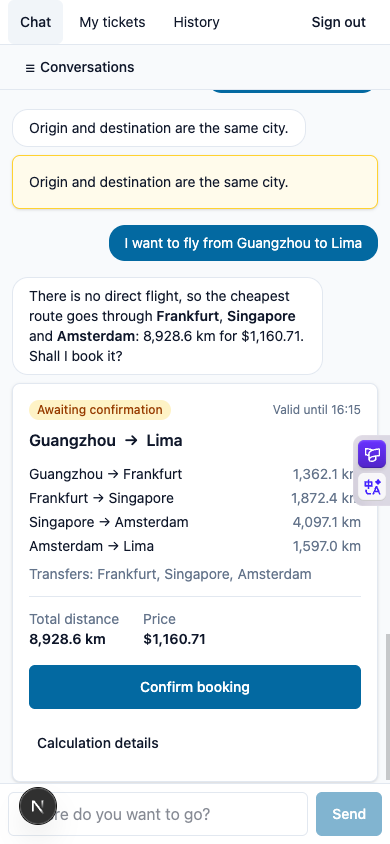 Chat My tickets History Sign out
≡ Conversations
Origin and destination are the same city.
Origin and destination are the same city.
I want to fly from Guangzhou to Lima
There is no direct flight, so the cheapest
route goes through Frankfurt, Singapore
and Amsterdam: 8,928.6 km for $1,160.71.
Shall I book it?
Awaiting confirmation Valid until 16:15
Guangzhou → Lima
Guangzhou → Frankfurt 1,362.1 km
Frankfurt → Singapore 1,872.4 km
Singapore → Amsterdam 4,097.1 km
Amsterdam → Lima 1,597.0 km
Transfers: Frankfurt, Singapore, Amsterdam
Total distance Price
8,928.6 km $1,160.71
Confirm booking
Calculation details
N re do you want to go? Send